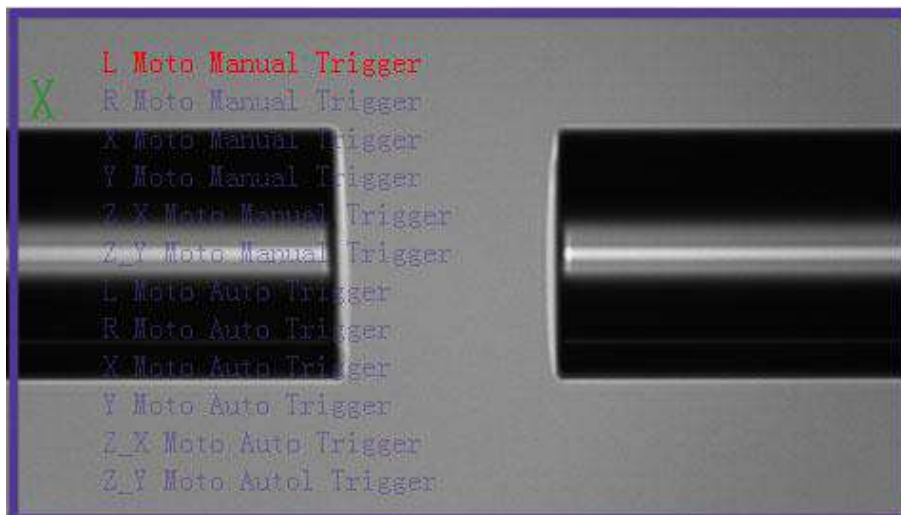 L Moto Manual Trigger
X
R Moto Manual Trigger
X Moto Manual Trigger
Y Moto Manual Trigger
Z_X Moto Manual Trigger
Z_Y Moto Manual Trigger
L Moto Auto Trigger
R Moto Auto Trigger
X Moto Auto Trigger
Y Moto Auto Trigger
Z_X Moto Auto Trigger
Z_Y Moto Autol Trigger